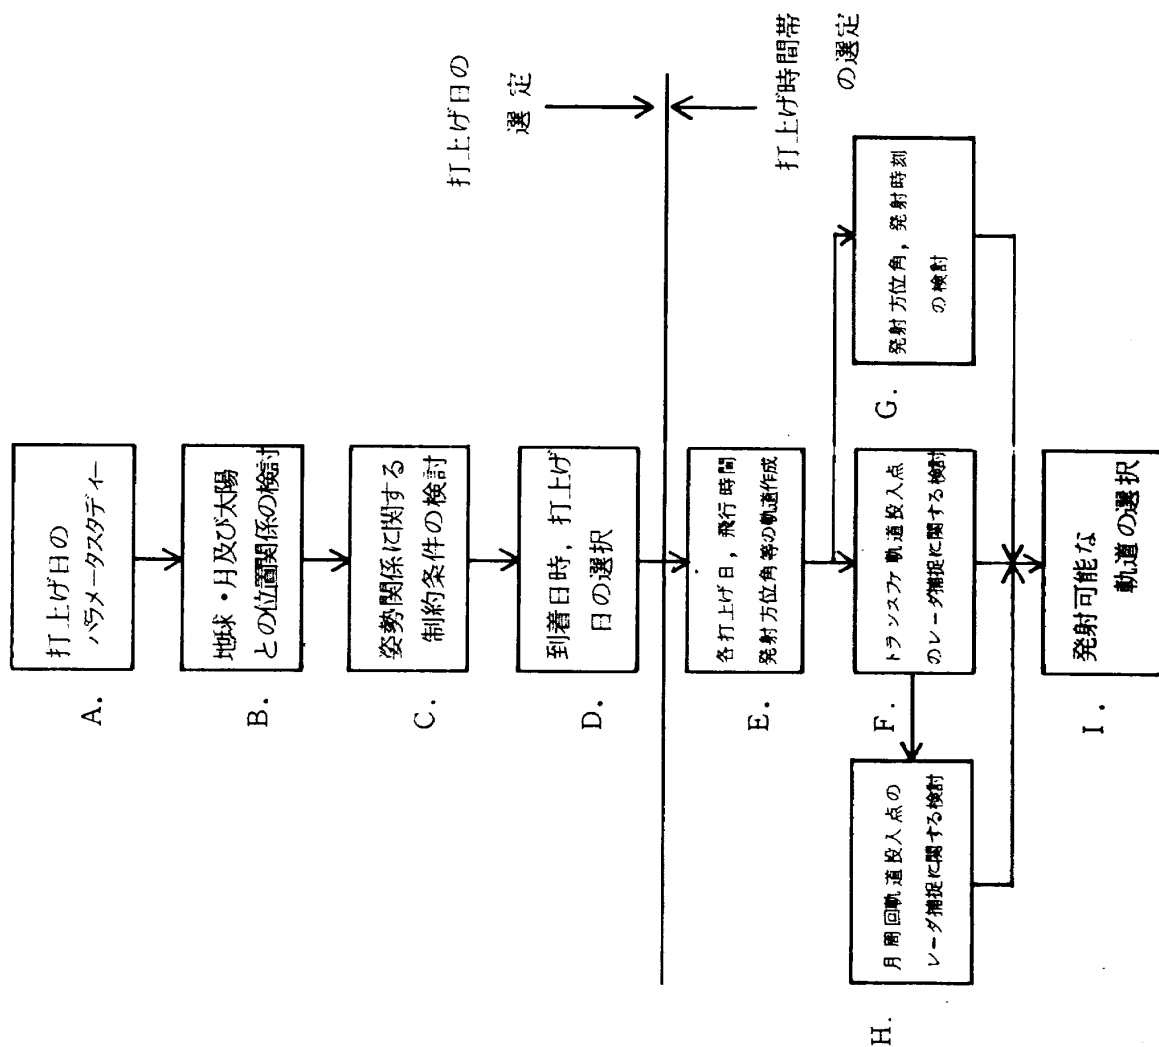 A.
打上げ日の
パラメータスタディー
B.
地球・月及び太陽
との位置関係の検討
C.
姿勢関係に関する
制約条件の検討
D.
到着日時，打上げ
日の選択
打上げ日の
選定
打上げ時間帯
の選定
E.
各打上げ日，飛行時間
発射方位角等の軌道作成
F.
トランスファ軌道投入点
のレーダ捕捉に関する検討
G.
発射方位角，発射時刻
の検討
H.
月周回軌道投入点の
レーダ捕捉に関する検討
I.
発射可能な
軌道の選択